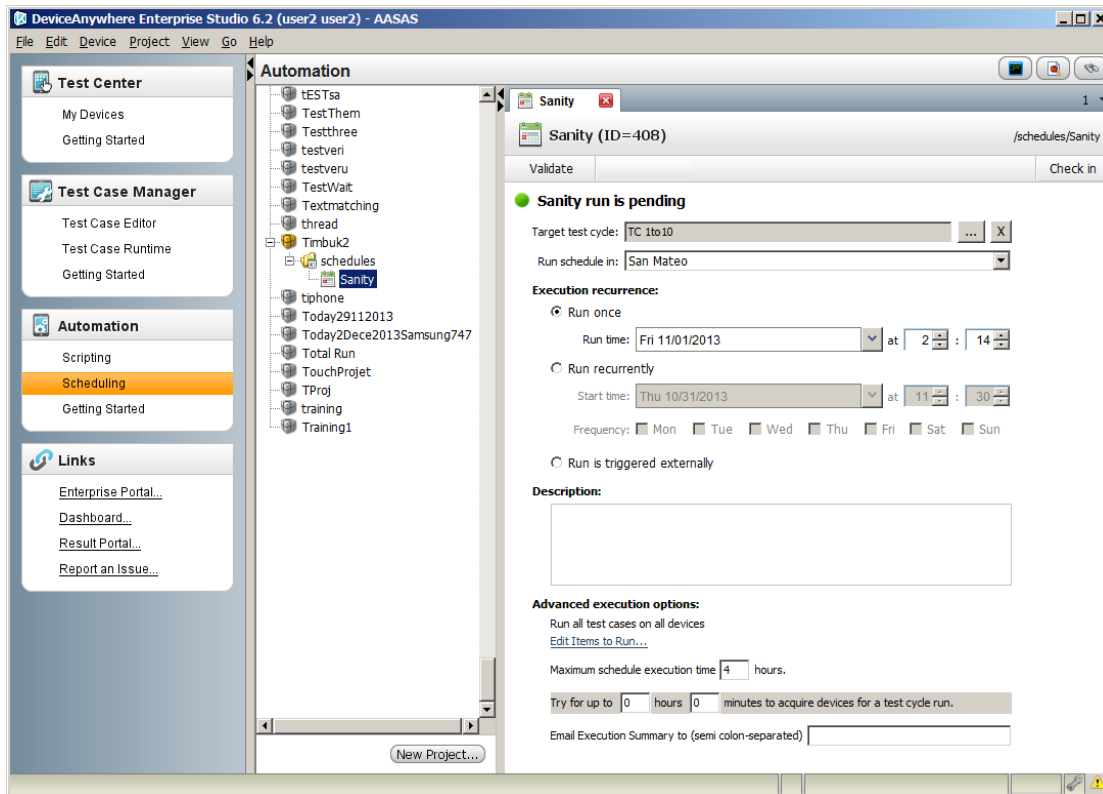 DeviceAnywhere Enterprise Studio 6.2 (user2 user2) - AASAS
File Edit Device Project View Go Help
Test Center
My Devices
Getting Started
Test Case Manager
Test Case Editor
Test Case Runtime
Getting Started
Automation
Scripting
Scheduling
Getting Started
Links
Enterprise Portal...
Dashboard...
Result Portal...
Report an Issue...
Automation
tESTsa
TestThem
Testthree
testveri
testveru
TestWait
Textmatching
thread
Timbuk2
schedules
Sanity
tiphone
Today29112013
Today2Dece2013Samsung747
Total Run
TouchProjet
TProj
training
Training1
New Project...
Sanity
1
Sanity (ID=408)
/schedules/Sanity
Validate
Check in
Sanity run is pending
Target test cycle: TC 1to10 ... X
Run schedule in: San Mateo
Execution recurrence:
Run once
Run time: Fri 11/01/2013 at 2 : 14
Run recurrently
Start time: Thu 10/31/2013 at 11 : 30
Frequency: Mon Tue Wed Thu Fri Sat Sun
Run is triggered externally
Description:
Advanced execution options:
Run all test cases on all devices
Edit Items to Run...
Maximum schedule execution time 4 hours.
Try for up to 0 hours 0 minutes to acquire devices for a test cycle run.
Email Execution Summary to (semi colon-separated)